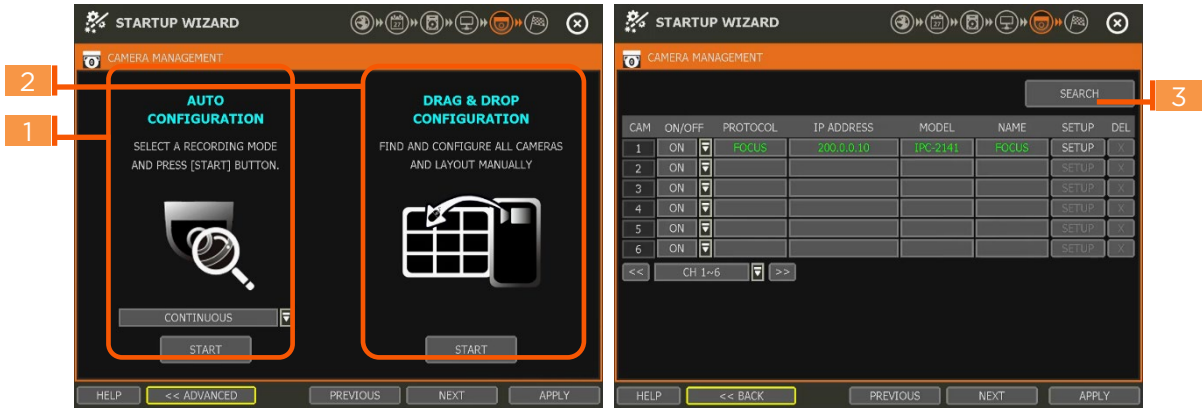 STARTUP WIZARD
CAMERA MANAGEMENT
2
1
AUTO
CONFIGURATION
SELECT A RECORDING MODE
AND PRESS [START] BUTTON.
CONTINUOUS
START
DRAG & DROP
CONFIGURATION
FIND AND CONFIGURE ALL CAMERAS
AND LAYOUT MANUALLY
START
HELP << ADVANCED PREVIOUS NEXT APPLY
STARTUP WIZARD
CAMERA MANAGEMENT
SEARCH
3
CAM ON/OFF PROTOCOL IP ADDRESS MODEL NAME SETUP DEL
1 ON FOCUS 200.0.0.10 IPC-2141 FOCUS SETUP X
2 ON SETUP X
3 ON SETUP X
4 ON SETUP X
5 ON SETUP X
6 ON SETUP X
<< CH 1~6 >>
HELP << BACK PREVIOUS NEXT APPLY